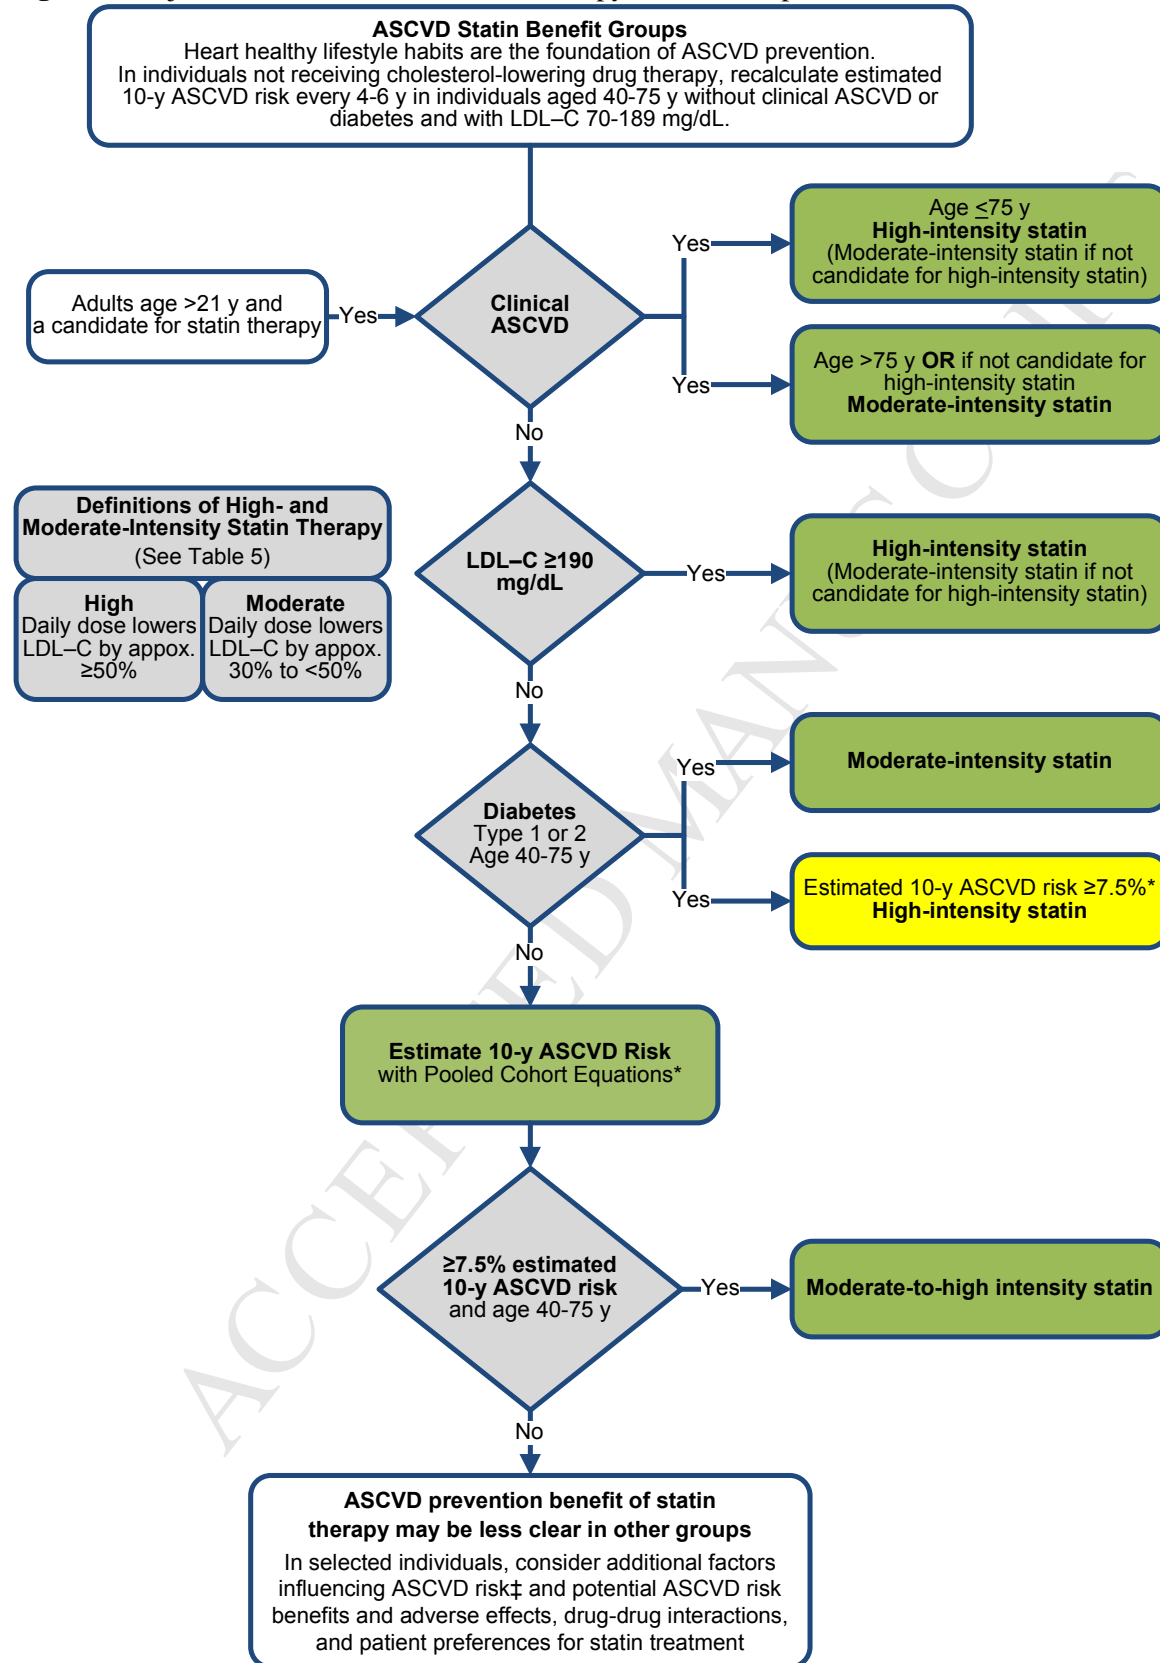 ASCVD Statin Benefit Groups
Heart healthy lifestyle habits are the foundation of ASCVD prevention.
In individuals not receiving cholesterol-lowering drug therapy, recalculate estimated
10-y ASCVD risk every 4-6 y in individuals aged 40-75 y without clinical ASCVD or
diabetes and with LDL–C 70-189 mg/dL.
Adults age >21 y and
a candidate for statin therapy
Yes
Clinical
ASCVD
Yes
Age ≤75 y
High-intensity statin
(Moderate-intensity statin if not
candidate for high-intensity statin)
Yes
Age >75 y OR if not candidate for
high-intensity statin
Moderate-intensity statin
No
Definitions of High- and
Moderate-Intensity Statin Therapy
(See Table 5)
High
Daily dose lowers
LDL–C by appox.
≥50%
Moderate
Daily dose lowers
LDL–C by appox.
30% to <50%
LDL–C ≥190
mg/dL
Yes
High-intensity statin
(Moderate-intensity statin if not
candidate for high-intensity statin)
No
Diabetes
Type 1 or 2
Age 40-75 y
Yes
Moderate-intensity statin
Yes
Estimated 10-y ASCVD risk ≥7.5%*
High-intensity statin
No
Estimate 10-y ASCVD Risk
with Pooled Cohort Equations*
≥7.5% estimated
10-y ASCVD risk
and age 40-75 y
Yes
Moderate-to-high intensity statin
No
ASCVD prevention benefit of statin
therapy may be less clear in other groups
In selected individuals, consider additional factors
influencing ASCVD risk‡ and potential ASCVD risk
benefits and adverse effects, drug-drug interactions,
and patient preferences for statin treatment